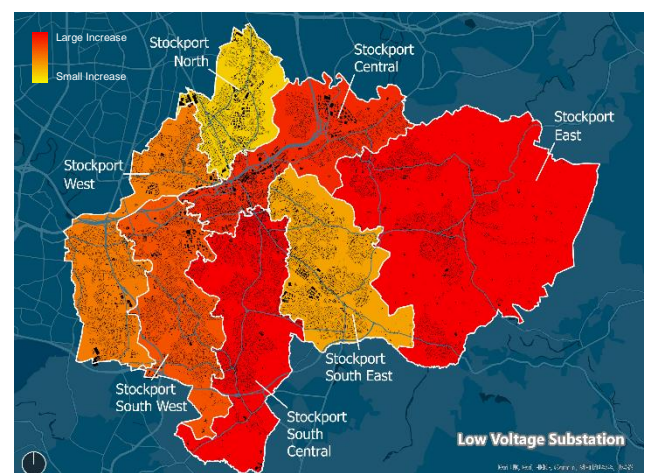 Large Increase
Small Increase
Stockport
North
Stockport
Central
Stockport
East
Stockport
West
Stockport
South East
Stockport
South West
Stockport
South
Central
Low Voltage Substation